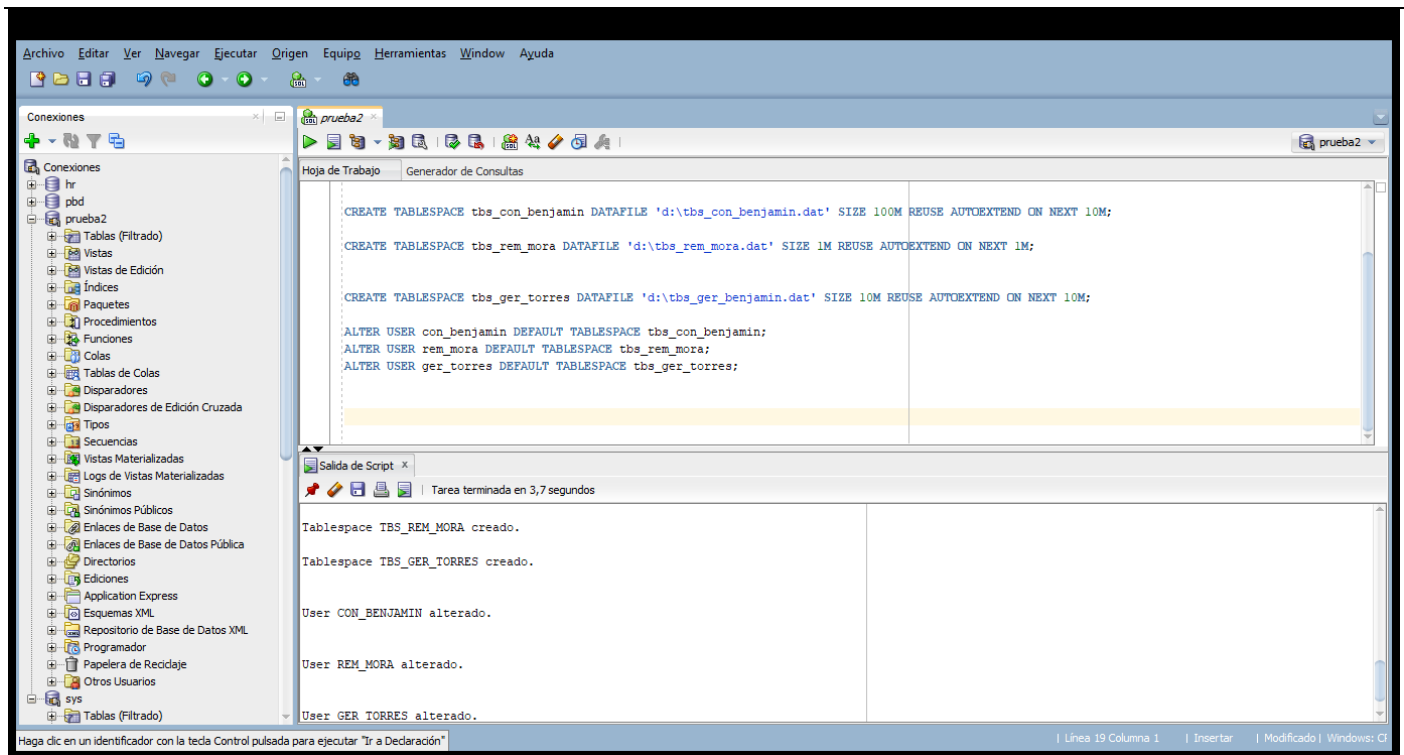 Archivo Editar Ver Navegar Ejecutar Origen Equipo Herramientas Window Ayuda
Conexiones
prueba2
prueba2
Hoja de Trabajo Generador de Consultas
Conexiones
hr
pbd
prueba2
Tablas (Filtrado)
Vistas
Vistas de Edición
Índices
Paquetes
Procedimientos
Funciones
Colas
Tablas de Colas
Disparadores
Disparadores de Edición Cruzada
Tipos
Secuencias
Vistas Materializadas
Logs de Vistas Materializadas
Sinónimos
Sinónimos Públicos
Enlaces de Base de Datos
Enlaces de Base de Datos Pública
Directorios
Ediciones
Application Express
Esquemas XML
Repositorio de Base de Datos XML
Programador
Papelera de Reciclaje
Otros Usuarios
sys
Tablas (Filtrado)
CREATE TABLESPACE tbs_con_benjamin DATAFILE 'd:\tbs_con_benjamin.dat' SIZE 100M REUSE AUTOEXTEND ON NEXT 10M;
CREATE TABLESPACE tbs_rem_mora DATAFILE 'd:\tbs_rem_mora.dat' SIZE 1M REUSE AUTOEXTEND ON NEXT 1M;
CREATE TABLESPACE tbs_ger_torres DATAFILE 'd:\tbs_ger_benjamin.dat' SIZE 10M REUSE AUTOEXTEND ON NEXT 10M;
ALTER USER con_benjamin DEFAULT TABLESPACE tbs_con_benjamin;
ALTER USER rem_mora DEFAULT TABLESPACE tbs_rem_mora;
ALTER USER ger_torres DEFAULT TABLESPACE tbs_ger_torres;
Salida de Script
Tarea terminada en 3,7 segundos
Tablespace TBS_REM_MORA creado.
Tablespace TBS_GER_TORRES creado.
User CON_BENJAMIN alterado.
User REM_MORA alterado.
User GER_TORRES alterado.
Haga clic en un identificador con la tecla Control pulsada para ejecutar "Ir a Declaración"
Línea 19 Columna 1 | Insertar | Modificado | Windows: